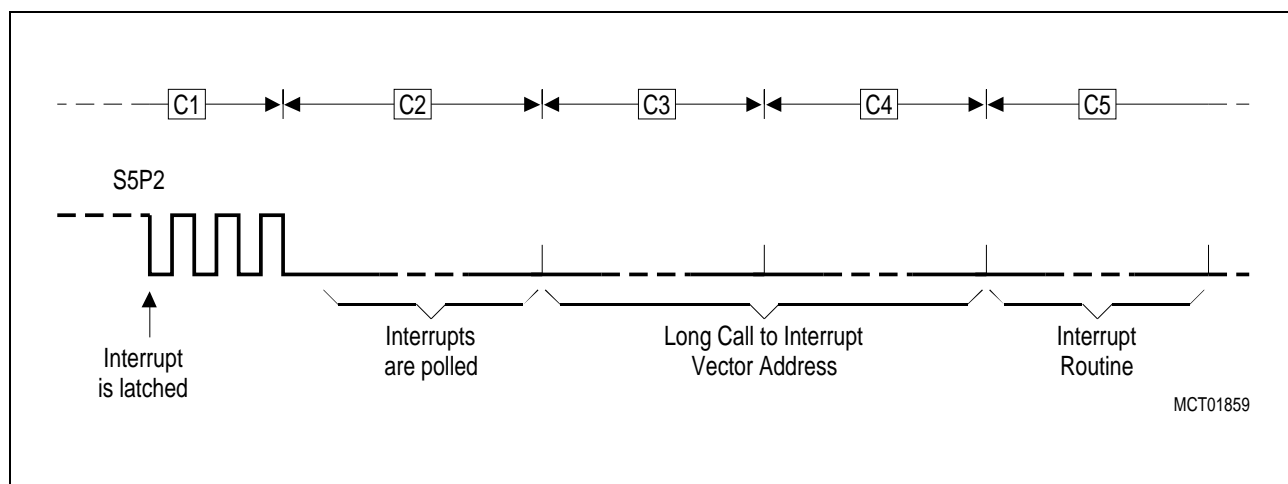 C1 C2 C3 C4 C5
S5P2
Interrupt
is latched
Interrupts
are polled
Long Call to Interrupt
Vector Address
Interrupt
Routine
MCT01859